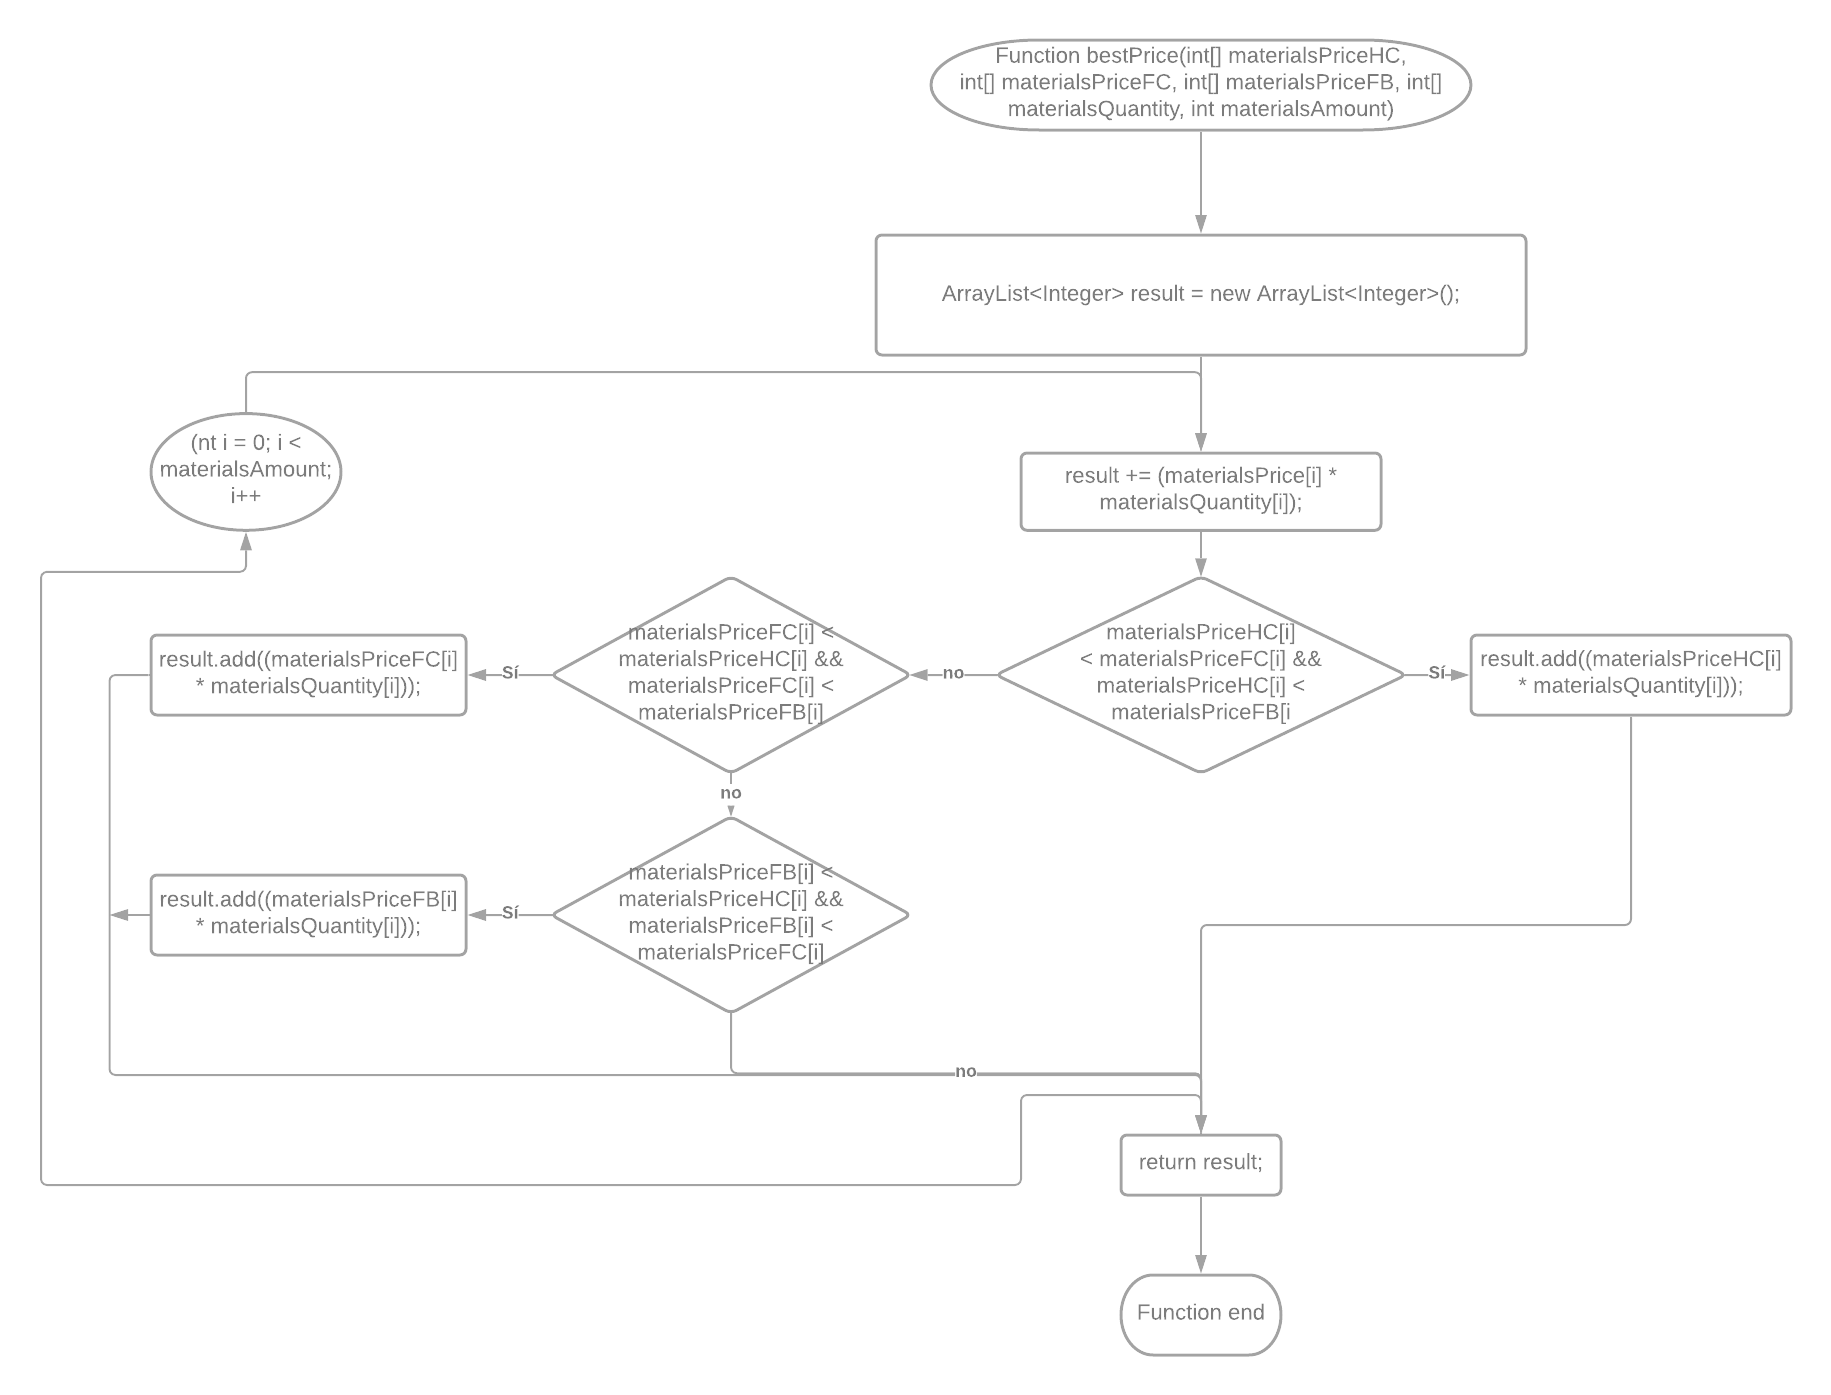 Function bestPrice(int[] materialsPriceHC,
int[] materialsPriceFC, int[] materialsPriceFB, int[]
materialsQuantity, int materialsAmount)
ArrayList<Integer> result = new ArrayList<Integer>();
(nt i = 0; i <
materialsAmount;
i++
result += (materialsPrice[i] *
materialsQuantity[i]);
materialsPriceHC[i]
< materialsPriceFC[i] &&
materialsPriceHC[i] <
materialsPriceFB[i
Sí
result.add((materialsPriceHC[i]
* materialsQuantity[i]));
no
materialsPriceFC[i] <
materialsPriceHC[i] &&
materialsPriceFC[i] <
materialsPriceFB[i]
Sí
result.add((materialsPriceFC[i]
* materialsQuantity[i]));
no
materialsPriceFB[i] <
materialsPriceHC[i] &&
materialsPriceFB[i] <
materialsPriceFC[i]
Sí
result.add((materialsPriceFB[i]
* materialsQuantity[i]));
no
return result;
Function end